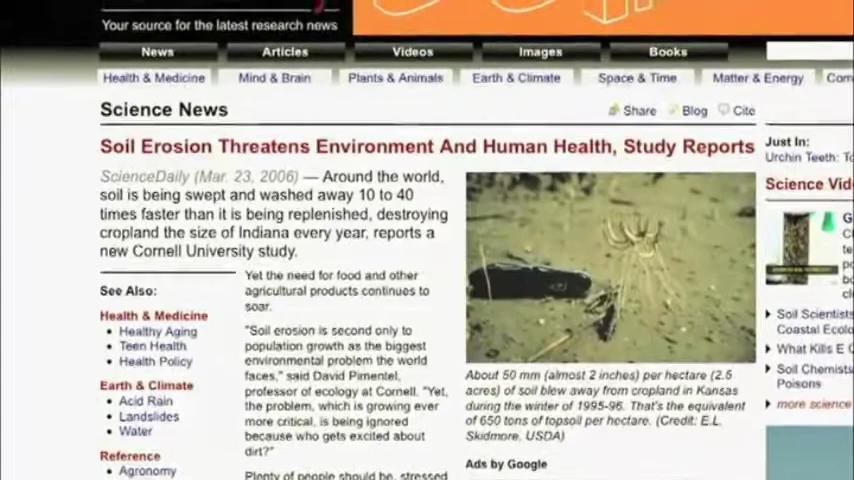 Your source for the latest research news
News
Articles
Videos
Images
Books
Health & Medicine
Mind & Brain
Plants & Animals
Earth & Climate
Space & Time
Matter & Energy
Science News
Share
Blog
Cite
Soil Erosion Threatens Environment And Human Health, Study Reports
ScienceDaily (Mar. 23, 2006) — Around the world,
soil is being swept and washed away 10 to 40
times faster than it is being replenished, destroying
cropland the size of Indiana every year, reports a
new Cornell University study.
See Also:
Health & Medicine
• Healthy Aging
• Teen Health
• Health Policy
Earth & Climate
• Acid Rain
• Landslides
• Water
Reference
• Agronomy
Yet the need for food and other
agricultural products continues to
soar.
"Soil erosion is second only to
population growth as the biggest
environmental problem the world
faces," said David Pimentel,
professor of ecology at Cornell. "Yet,
the problem, which is growing ever
more critical, is being ignored
because who gets excited about
dirt?"
Plenty of people should be, stressed
About 50 mm (almost 2 inches) per hectare (2.5
acres) of soil blew away from cropland in Kansas
during the winter of 1995-96. That's the equivalent
of 650 tons of topsoil per hectare. (Credit: E.L.
Skidmore, USDA)
Ads by Google
Just In:
Urchin Teeth:
Science
Soil Scientists
Coastal
What Kills E
Soil
Poisons
more science